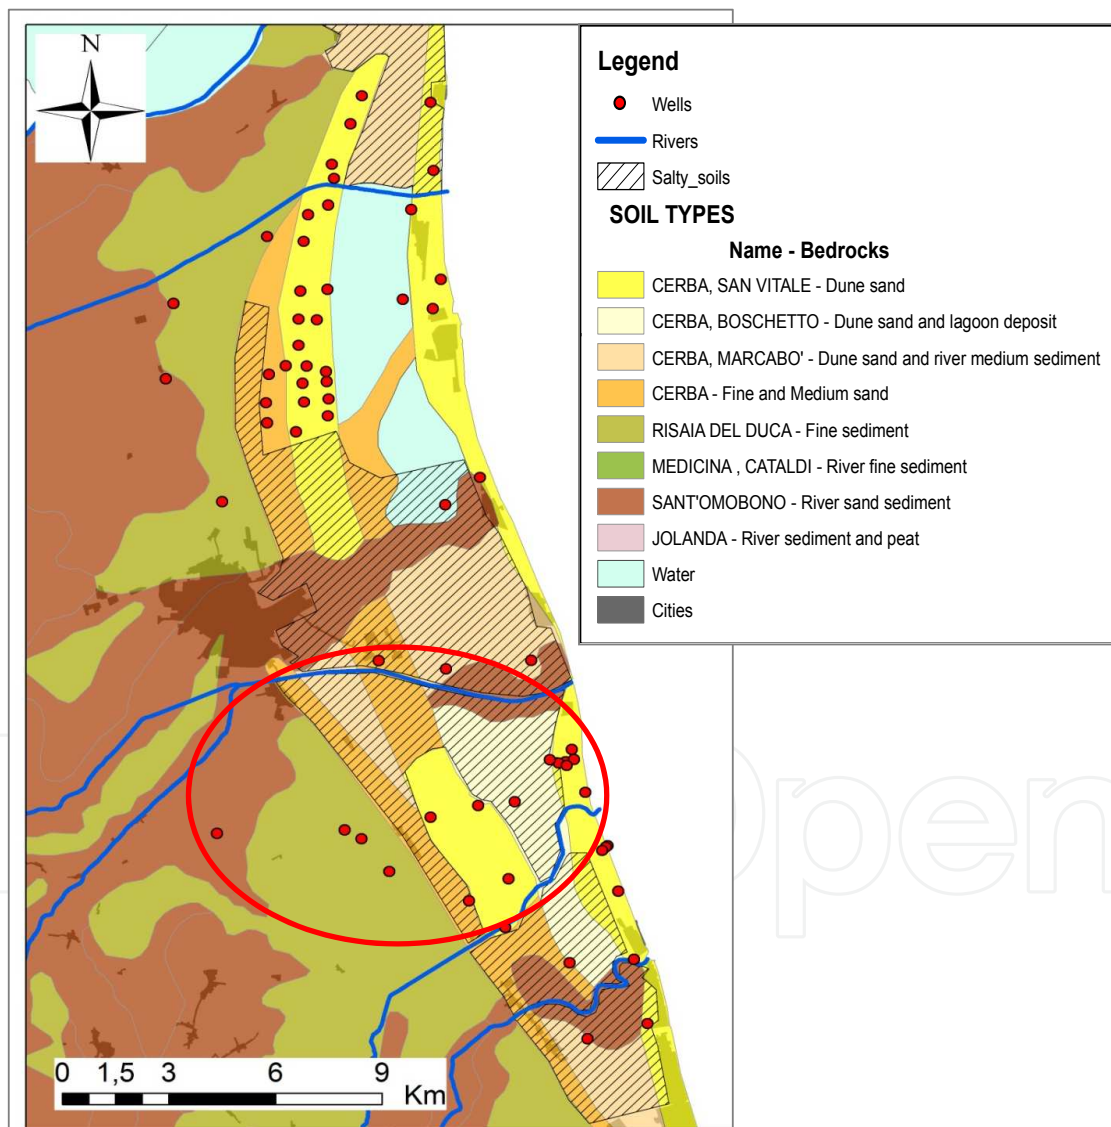 N
Legend
Wells
Rivers
Salty_soils
SOIL TYPES
Name - Bedrocks
CERBA, SAN VITALE - Dune sand
CERBA, BOSCHETTO - Dune sand and lagoon deposit
CERBA, MARCABO' - Dune sand and river medium sediment
CERBA - Fine and Medium sand
RISAIA DEL DUCA - Fine sediment
MEDICINA , CATALDI - River fine sediment
SANT'OMOBONO - River sand sediment
JOLANDA - River sediment and peat
Water
Cities
Open
0 1,5 3 6 9
Km